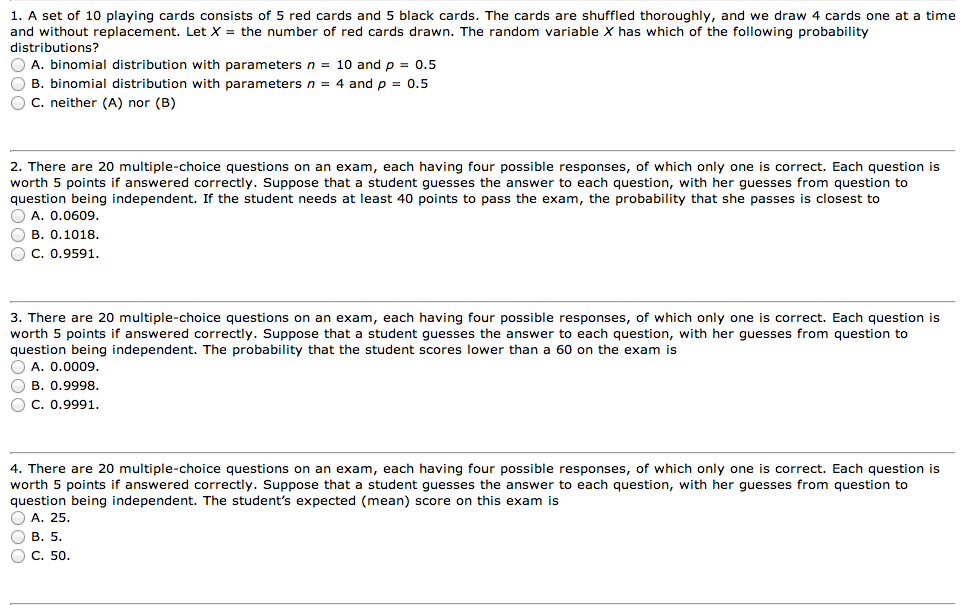 1. A set of 10 playing cards consists of 5 red cards and 5 black cards. The cards are shuffled thoroughly, and we draw 4 cards one at a time
and without replacement. Let X = the number of red cards drawn. The random variable X has which of the following probability
distributions?
A. binomial distribution with parameters n = 10 and p = 0.5
B. binomial distribution with parameters n = 4 and p = 0.5
C. neither (A) nor (B)
2. There are 20 multiple-choice questions on an exam, each having four possible responses, of which only one is correct. Each question is
worth 5 points if answered correctly. Suppose that a student guesses the answer to each question, with her guesses from question to
question being independent. If the student needs at least 40 points to pass the exam, the probability that she passes is closest to
A. 0.0609.
B. 0.1018.
C. 0.9591.
3. There are 20 multiple-choice questions on an exam, each having four possible responses, of which only one is correct. Each question is
worth 5 points if answered correctly. Suppose that a student guesses the answer to each question, with her guesses from question to
question being independent. The probability that the student scores lower than a 60 on the exam is
A. 0.0009.
B. 0.9998.
C. 0.9991.
4. There are 20 multiple-choice questions on an exam, each having four possible responses, of which only one is correct. Each question is
worth 5 points if answered correctly. Suppose that a student guesses the answer to each question, with her guesses from question to
question being independent. The student’s expected (mean) score on this exam is
A. 25.
B. 5.
C. 50.